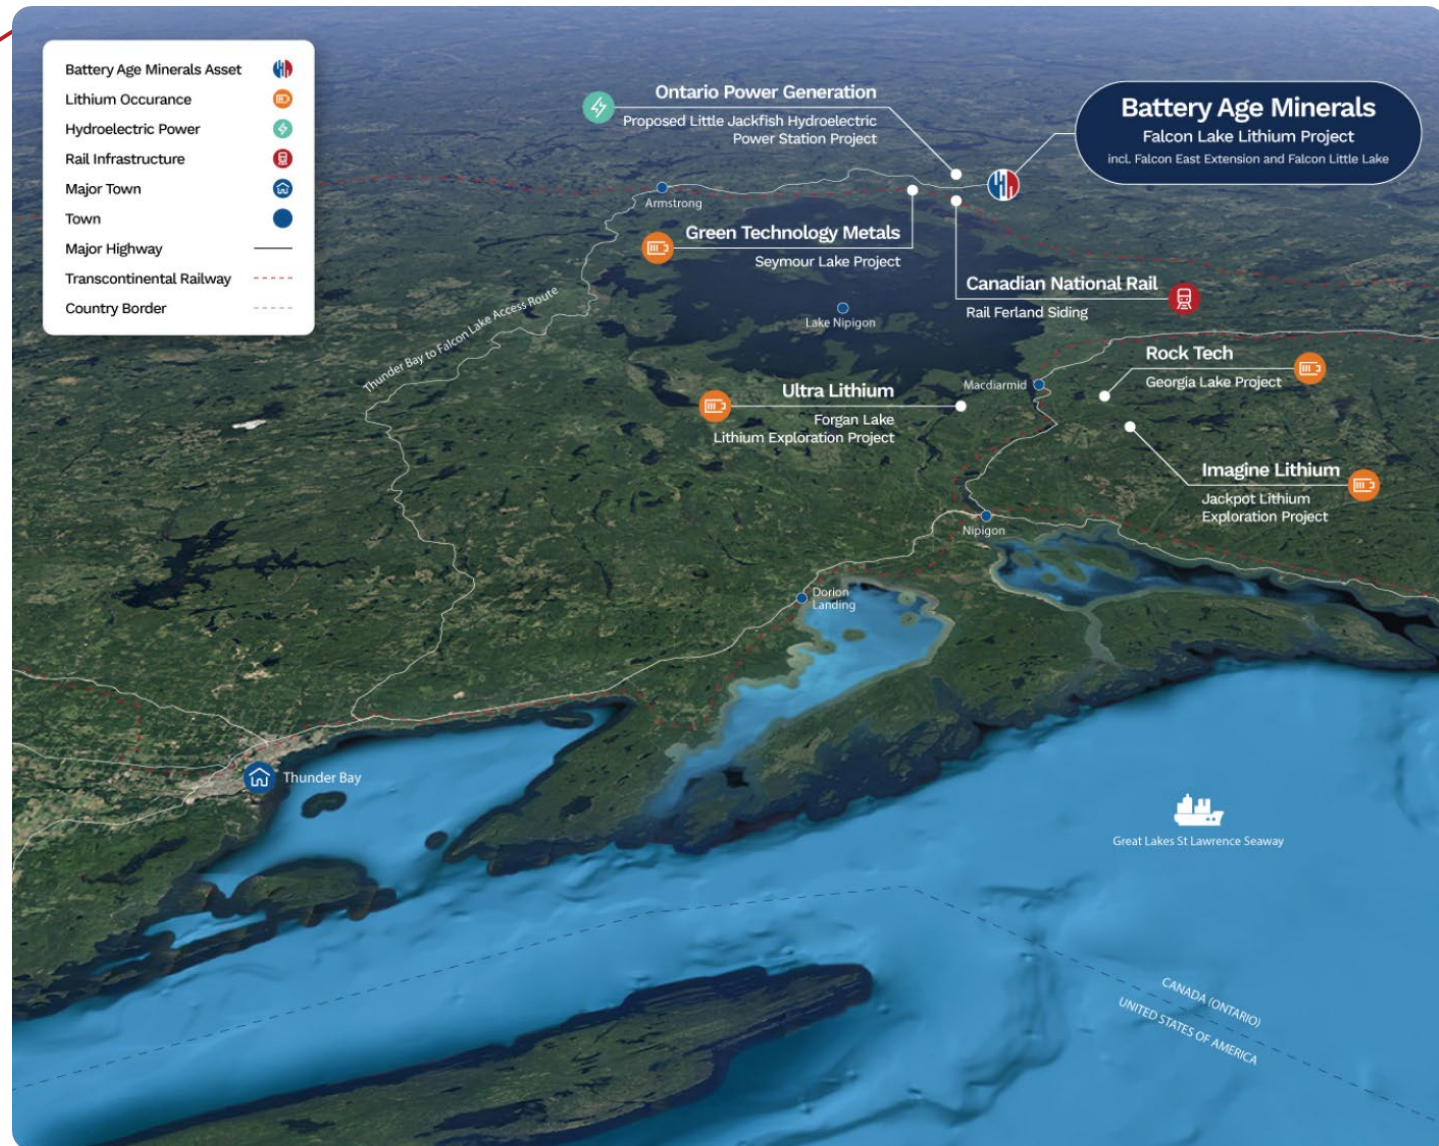 Battery Age Minerals Asset
Lithium Occurance
Hydroelectric Power
Rail Infrastructure
Major Town
Town
Major Highway
Transcontinental Railway
Country Border
Ontario Power Generation
Proposed Little Jackfish Hydroelectric
Power Station Project
Battery Age Minerals
Falcon Lake Lithium Project
incl. Falcon East Extension and Falcon Little Lake
Armstrong
Green Technology Metals
Seymour Lake Project
Canadian National Rail
Rail Ferland Siding
Lake Nipigon
Thunder Bay to Falcon Lake Access Route
Rock Tech
Georgia Lake Project
Macdiarmid
Ultra Lithium
Forgan Lake
Lithium Exploration Project
Imagine Lithium
Jackpot Lithium
Exploration Project
Nipigon
Dorion
Landing
Thunder Bay
Great Lakes St Lawrence Seaway
CANADA (ONTARIO)
UNITED STATES OF AMERICA